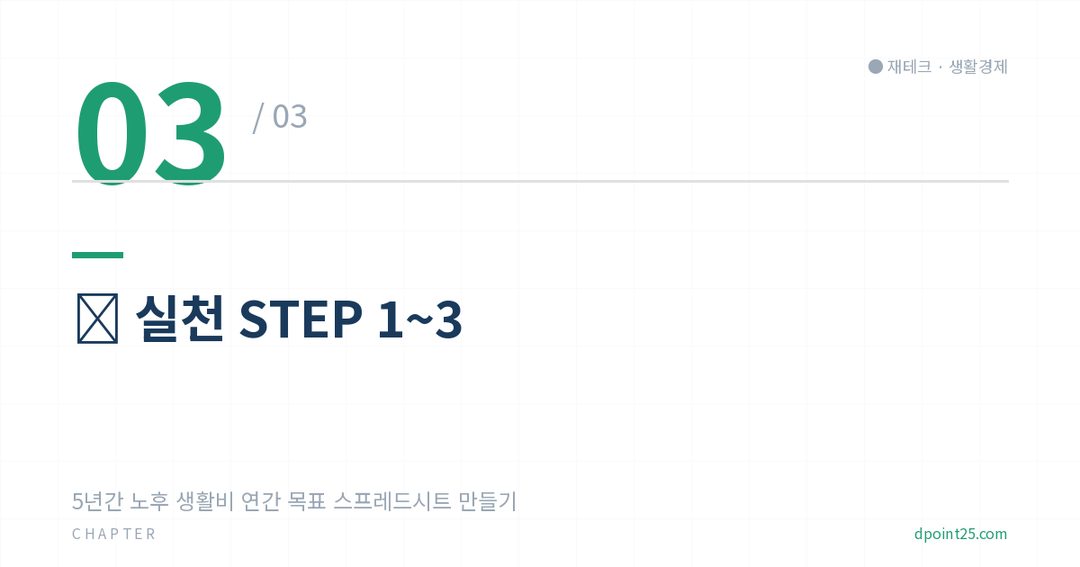 03 / 03
● 재테크 · 생활경제
실천 STEP 1~3
5년간 노후 생활비 연간 목표 스프레드시트 만들기
CHAPTER
dpoint25.com